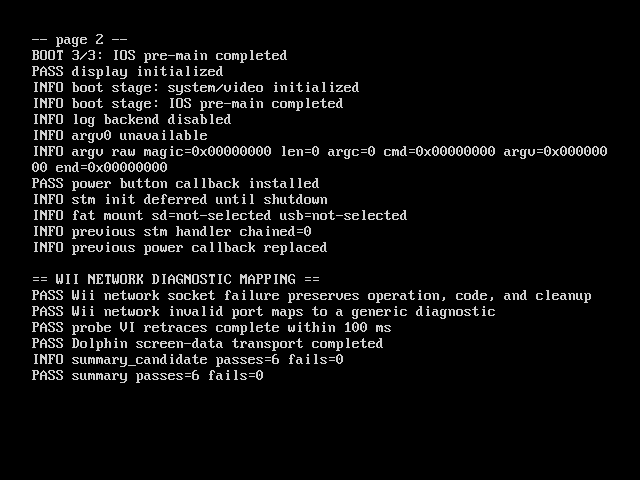 -- page 2 --
BOOT 3/3: IOS pre-main completed
PASS display initialized
INFO boot stage: system/video initialized
INFO boot stage: IOS pre-main completed
INFO log backend disabled
INFO argv0 unavailable
INFO argv raw magic=0x00000000 len=0 argc=0 cmd=0x00000000 argv=0x000000
00 end=0x00000000
PASS power button callback installed
INFO stm init deferred until shutdown
INFO fat mount sd=not-selected usb=not-selected
INFO previous stm handler chained=0
INFO previous power callback replaced
== WII NETWORK DIAGNOSTIC MAPPING ==
PASS Wii network socket failure preserves operation, code, and cleanup
PASS Wii network invalid port maps to a generic diagnostic
PASS probe VI retraces complete within 100 ms
PASS Dolphin screen-data transport completed
INFO summary_candidate passes=6 fails=0
PASS summary passes=6 fails=0